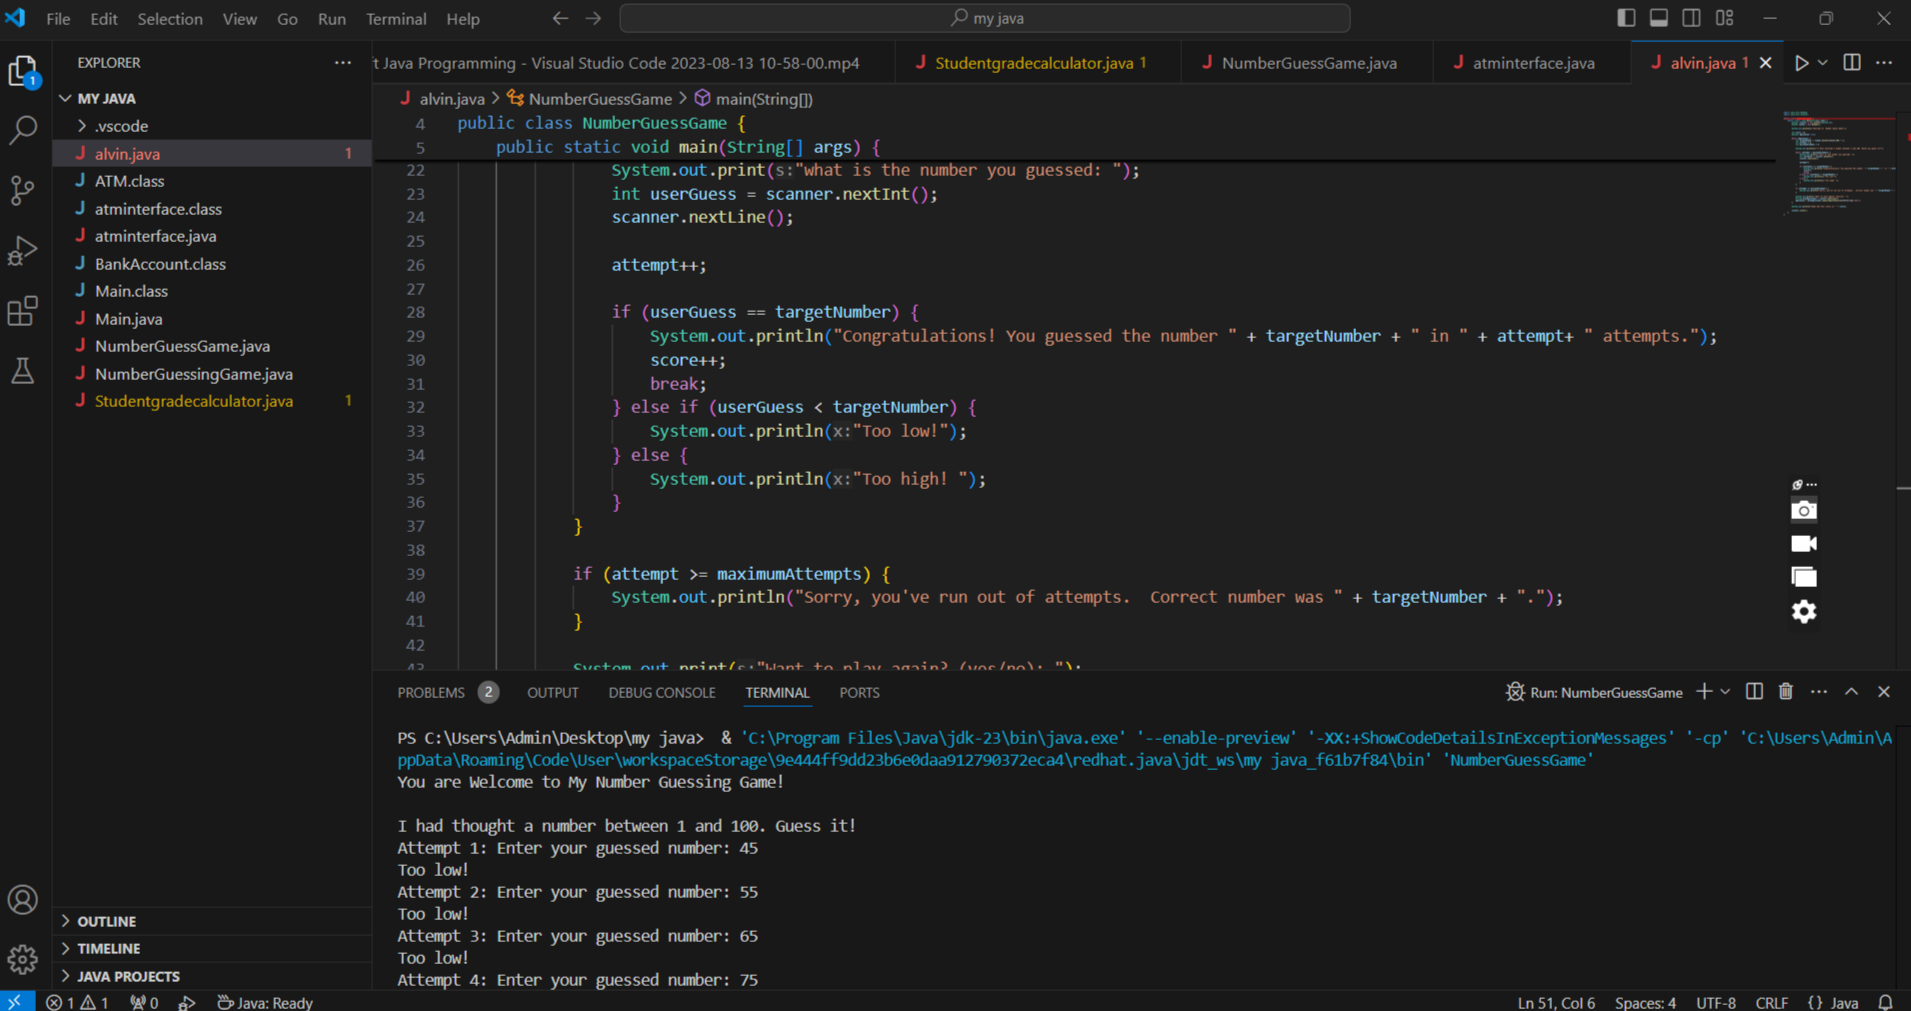 File Edit Selection View Go Run Terminal Help my java
EXPLORER
t Java Programming - Visual Studio Code 2023-08-13 10-58-00.mp4 Studentgradecalculator.java 1 NumberGuessGame.java atminterface.java alvin.java 1
1
MY JAVA
.vscode
alvin.java 1
ATM.class
atminterface.class
atminterface.java
BankAccount.class
Main.class
Main.java
NumberGuessGame.java
NumberGuessingGame.java
Studentgradecalculator.java 1
OUTLINE
TIMELINE
JAVA PROJECTS
alvin.java > NumberGuessGame > main(String[])
4 public class NumberGuessGame {
5 public static void main(String[] args) {
22 System.out.print(s:"what is the number you guessed: ");
23 int userGuess = scanner.nextInt();
24 scanner.nextLine();
25
26 attempt++;
27
28 if (userGuess == targetNumber) {
29 System.out.println("Congratulations! You guessed the number " + targetNumber + " in " + attempt+ " attempts.");
30 score++;
31 break;
32 } else if (userGuess < targetNumber) {
33 System.out.println(x:"Too low!");
34 } else {
35 System.out.println(x:"Too high! ");
36 }
37 }
38
39 if (attempt >= maximumAttempts) {
40 System.out.println("Sorry, you've run out of attempts.  Correct number was " + targetNumber + ".");
41 }
42
43 System.out.print(s:"Want to play again? (yes/no): ");
PROBLEMS 2 OUTPUT DEBUG CONSOLE TERMINAL PORTS Run: NumberGuessGame
PS C:\Users\Admin\Desktop\my java>  & 'C:\Program Files\Java\jdk-23\bin\java.exe' '--enable-preview' '-XX:+ShowCodeDetailsInExceptionMessages' '-cp' 'C:\Users\Admin\A
ppData\Roaming\Code\User\workspaceStorage\9e444ff9dd23b6e0daa912790372eca4\redhat.java\jdt_ws\my java_f61b7f84\bin' 'NumberGuessGame'
You are Welcome to My Number Guessing Game!
I had thought a number between 1 and 100. Guess it!
Attempt 1: Enter your guessed number: 45
Too low!
Attempt 2: Enter your guessed number: 55
Too low!
Attempt 3: Enter your guessed number: 65
Too low!
Attempt 4: Enter your guessed number: 75
1 1 0 Java: Ready Ln 51, Col 6 Spaces: 4 UTF-8 CRLF {} Java